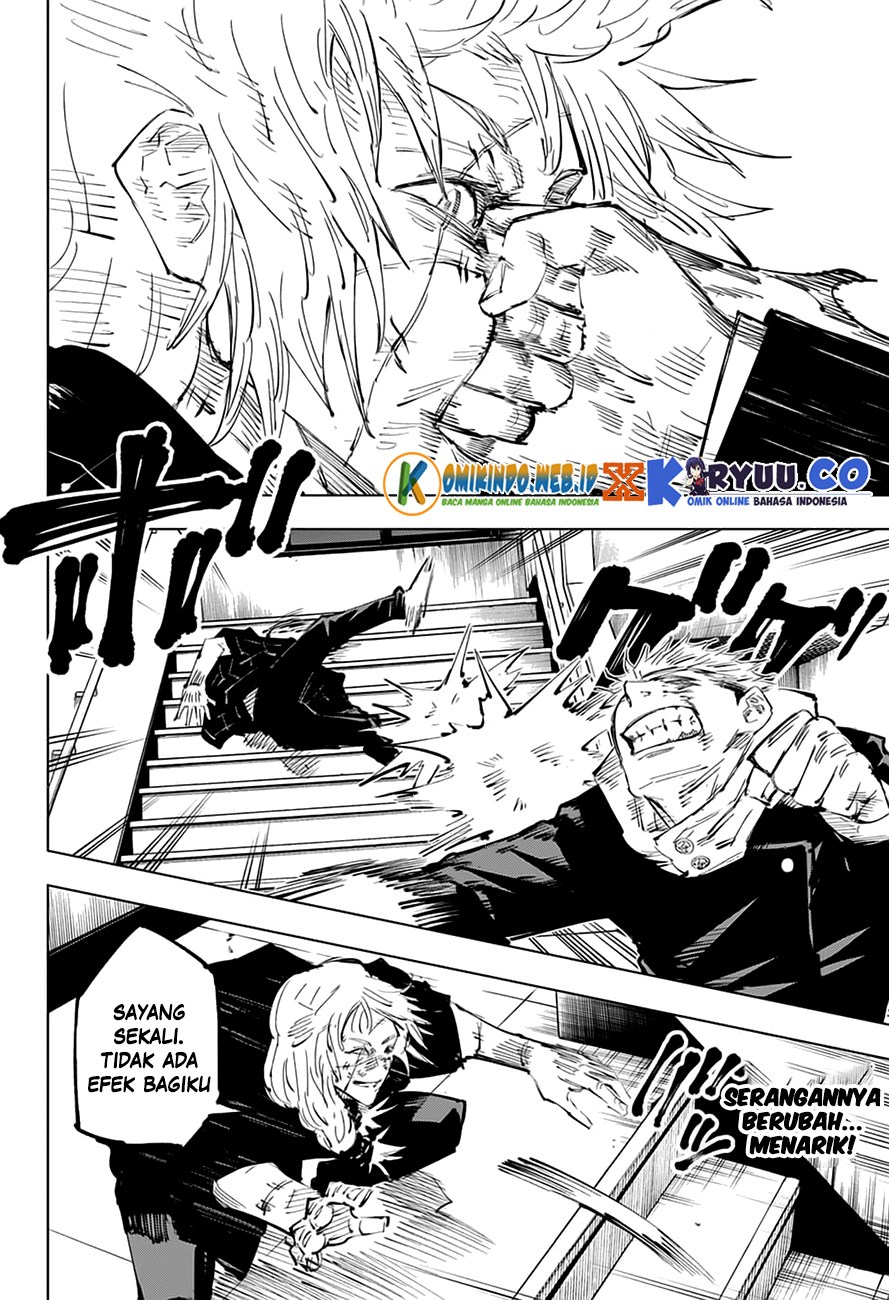 KOMIKINDO.WEB.ID X KIRYUU.CO
BACA MANGA ONLINE BAHASA INDONESIA
OMIK ONLINE BAHASA INDONESIA
SAYANG
SEKALI.
TIDAK ADA
EFEK BAGIKU
SERANGANNYA
BERUBAH...
MENARIK!